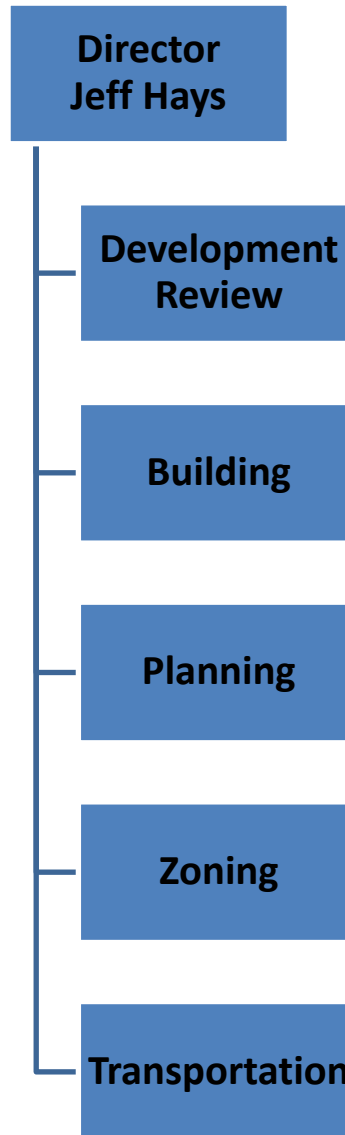 Director
Jeff Hays
Development
Review
Building
Planning
Zoning
Transportation